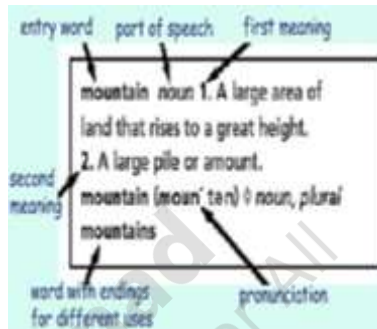 entry word part of speech first meaning
mountain noun 1. A large area of
land that rises to a great height.
2. A large pile or amount.
second
meaning
mountain (moun′ tən) ◊ noun, plural
mountains
word with endings
for different uses
pronunciation